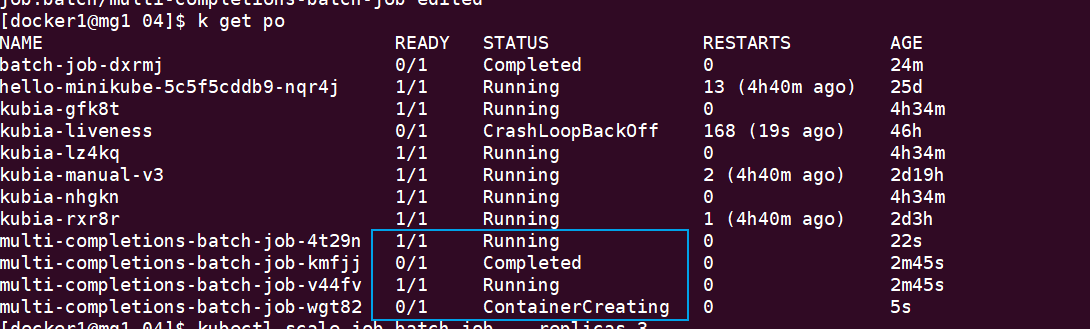 job.batch/multi-completions-batch-job edited
[docker1@mg1 04]$ k get po
NAME READY STATUS RESTARTS AGE
batch-job-dxrmj 0/1 Completed 0 24m
hello-minikube-5c5f5cddb9-nqr4j 1/1 Running 13 (4h40m ago) 25d
kubia-gfk8t 1/1 Running 0 4h34m
kubia-liveness 0/1 CrashLoopBackOff 168 (19s ago) 46h
kubia-lz4kq 1/1 Running 0 4h34m
kubia-manual-v3 1/1 Running 2 (4h40m ago) 2d19h
kubia-nhgkn 1/1 Running 0 4h34m
kubia-rxr8r 1/1 Running 1 (4h40m ago) 2d3h
multi-completions-batch-job-4t29n 1/1 Running 0 22s
multi-completions-batch-job-kmfjj 0/1 Completed 0 2m45s
multi-completions-batch-job-v44fv 1/1 Running 0 2m45s
multi-completions-batch-job-wgt82 0/1 ContainerCreating 0 5s
[docker1@mg1 04]$ kubectl scale job batch-job --replicas 3